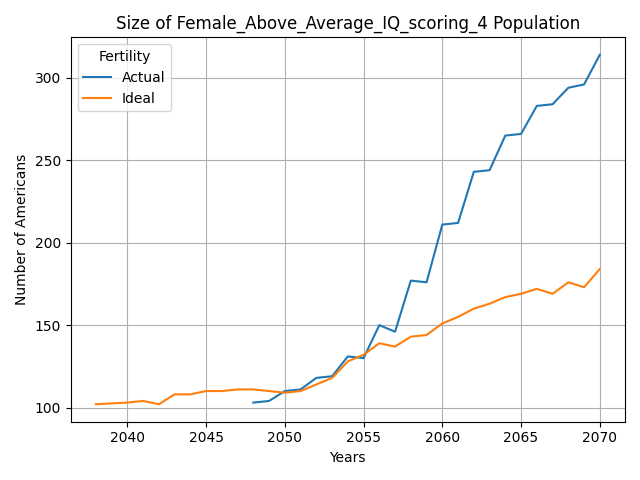 Size of Female_Above_Average_IQ_scoring_4 Population
Fertility
Actual
Ideal
300
250
200
150
100
Number of Americans
2040 2045 2050 2055 2060 2065 2070
Years